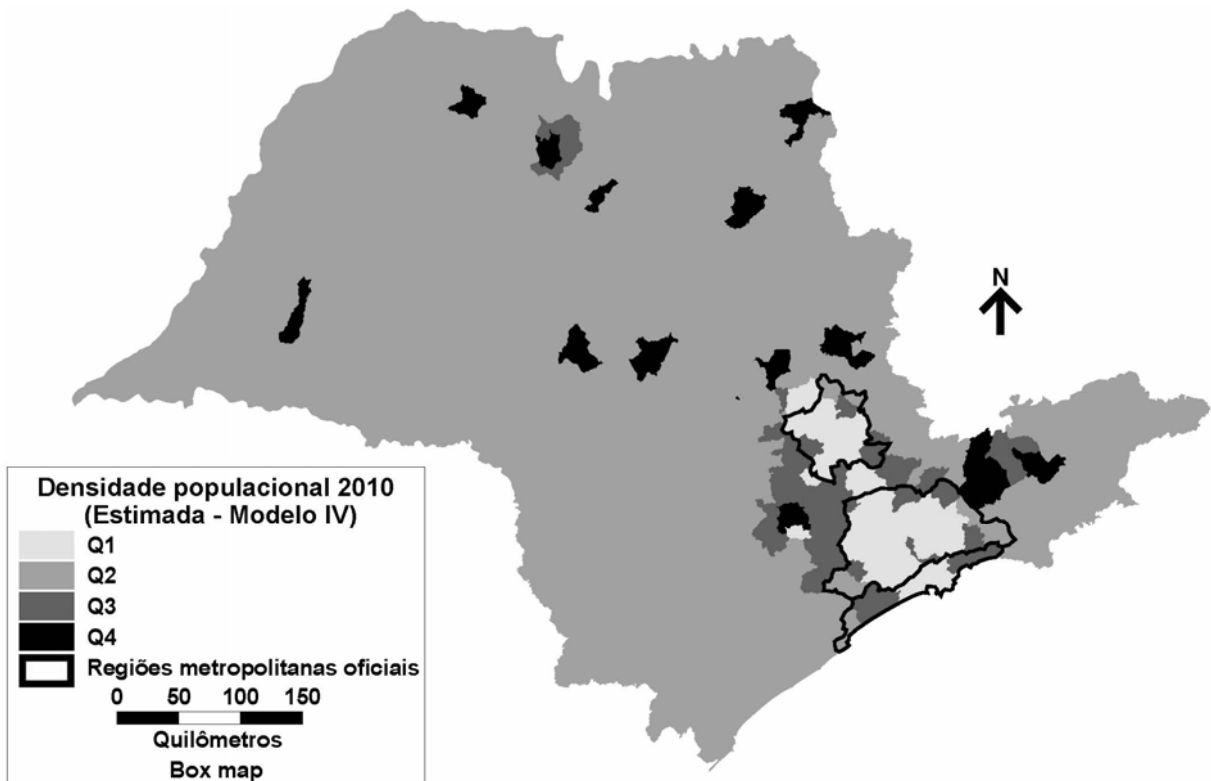 N
Densidade populacional 2010
(Estimada - Modelo IV)
Q1
Q2
Q3
Q4
Regiões metropolitanas oficiais
0 50 100 150
Quilômetros
Box map